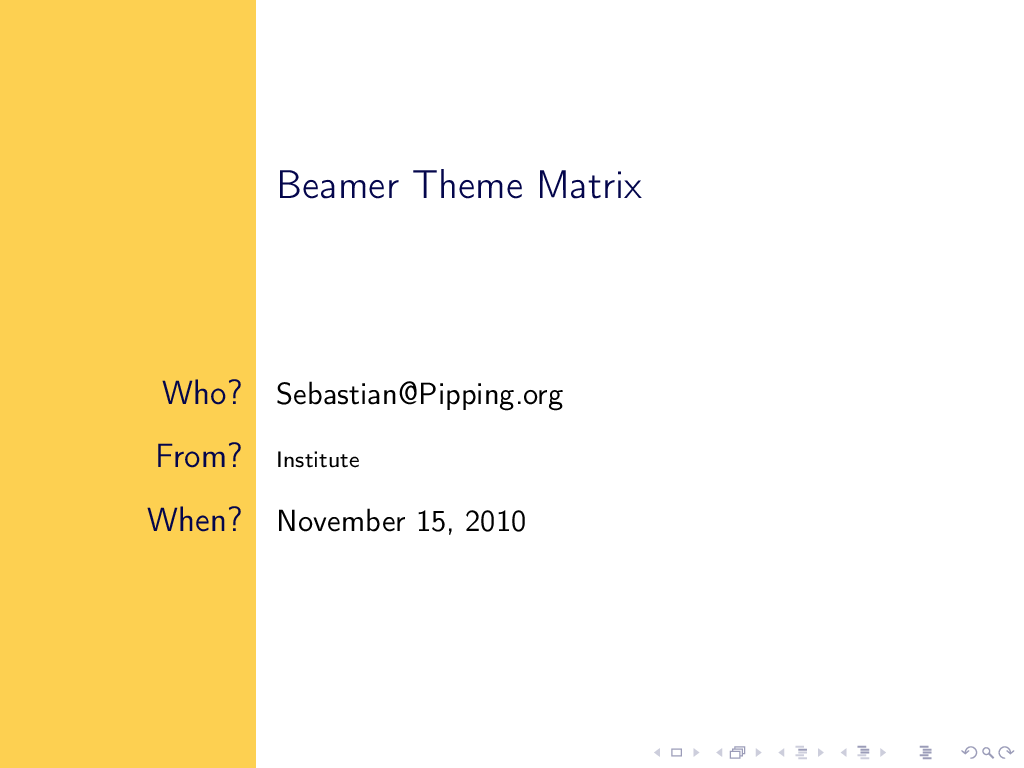 Beamer Theme Matrix
Who? Sebastian@Pipping.org
From? Institute
When? November 15, 2010